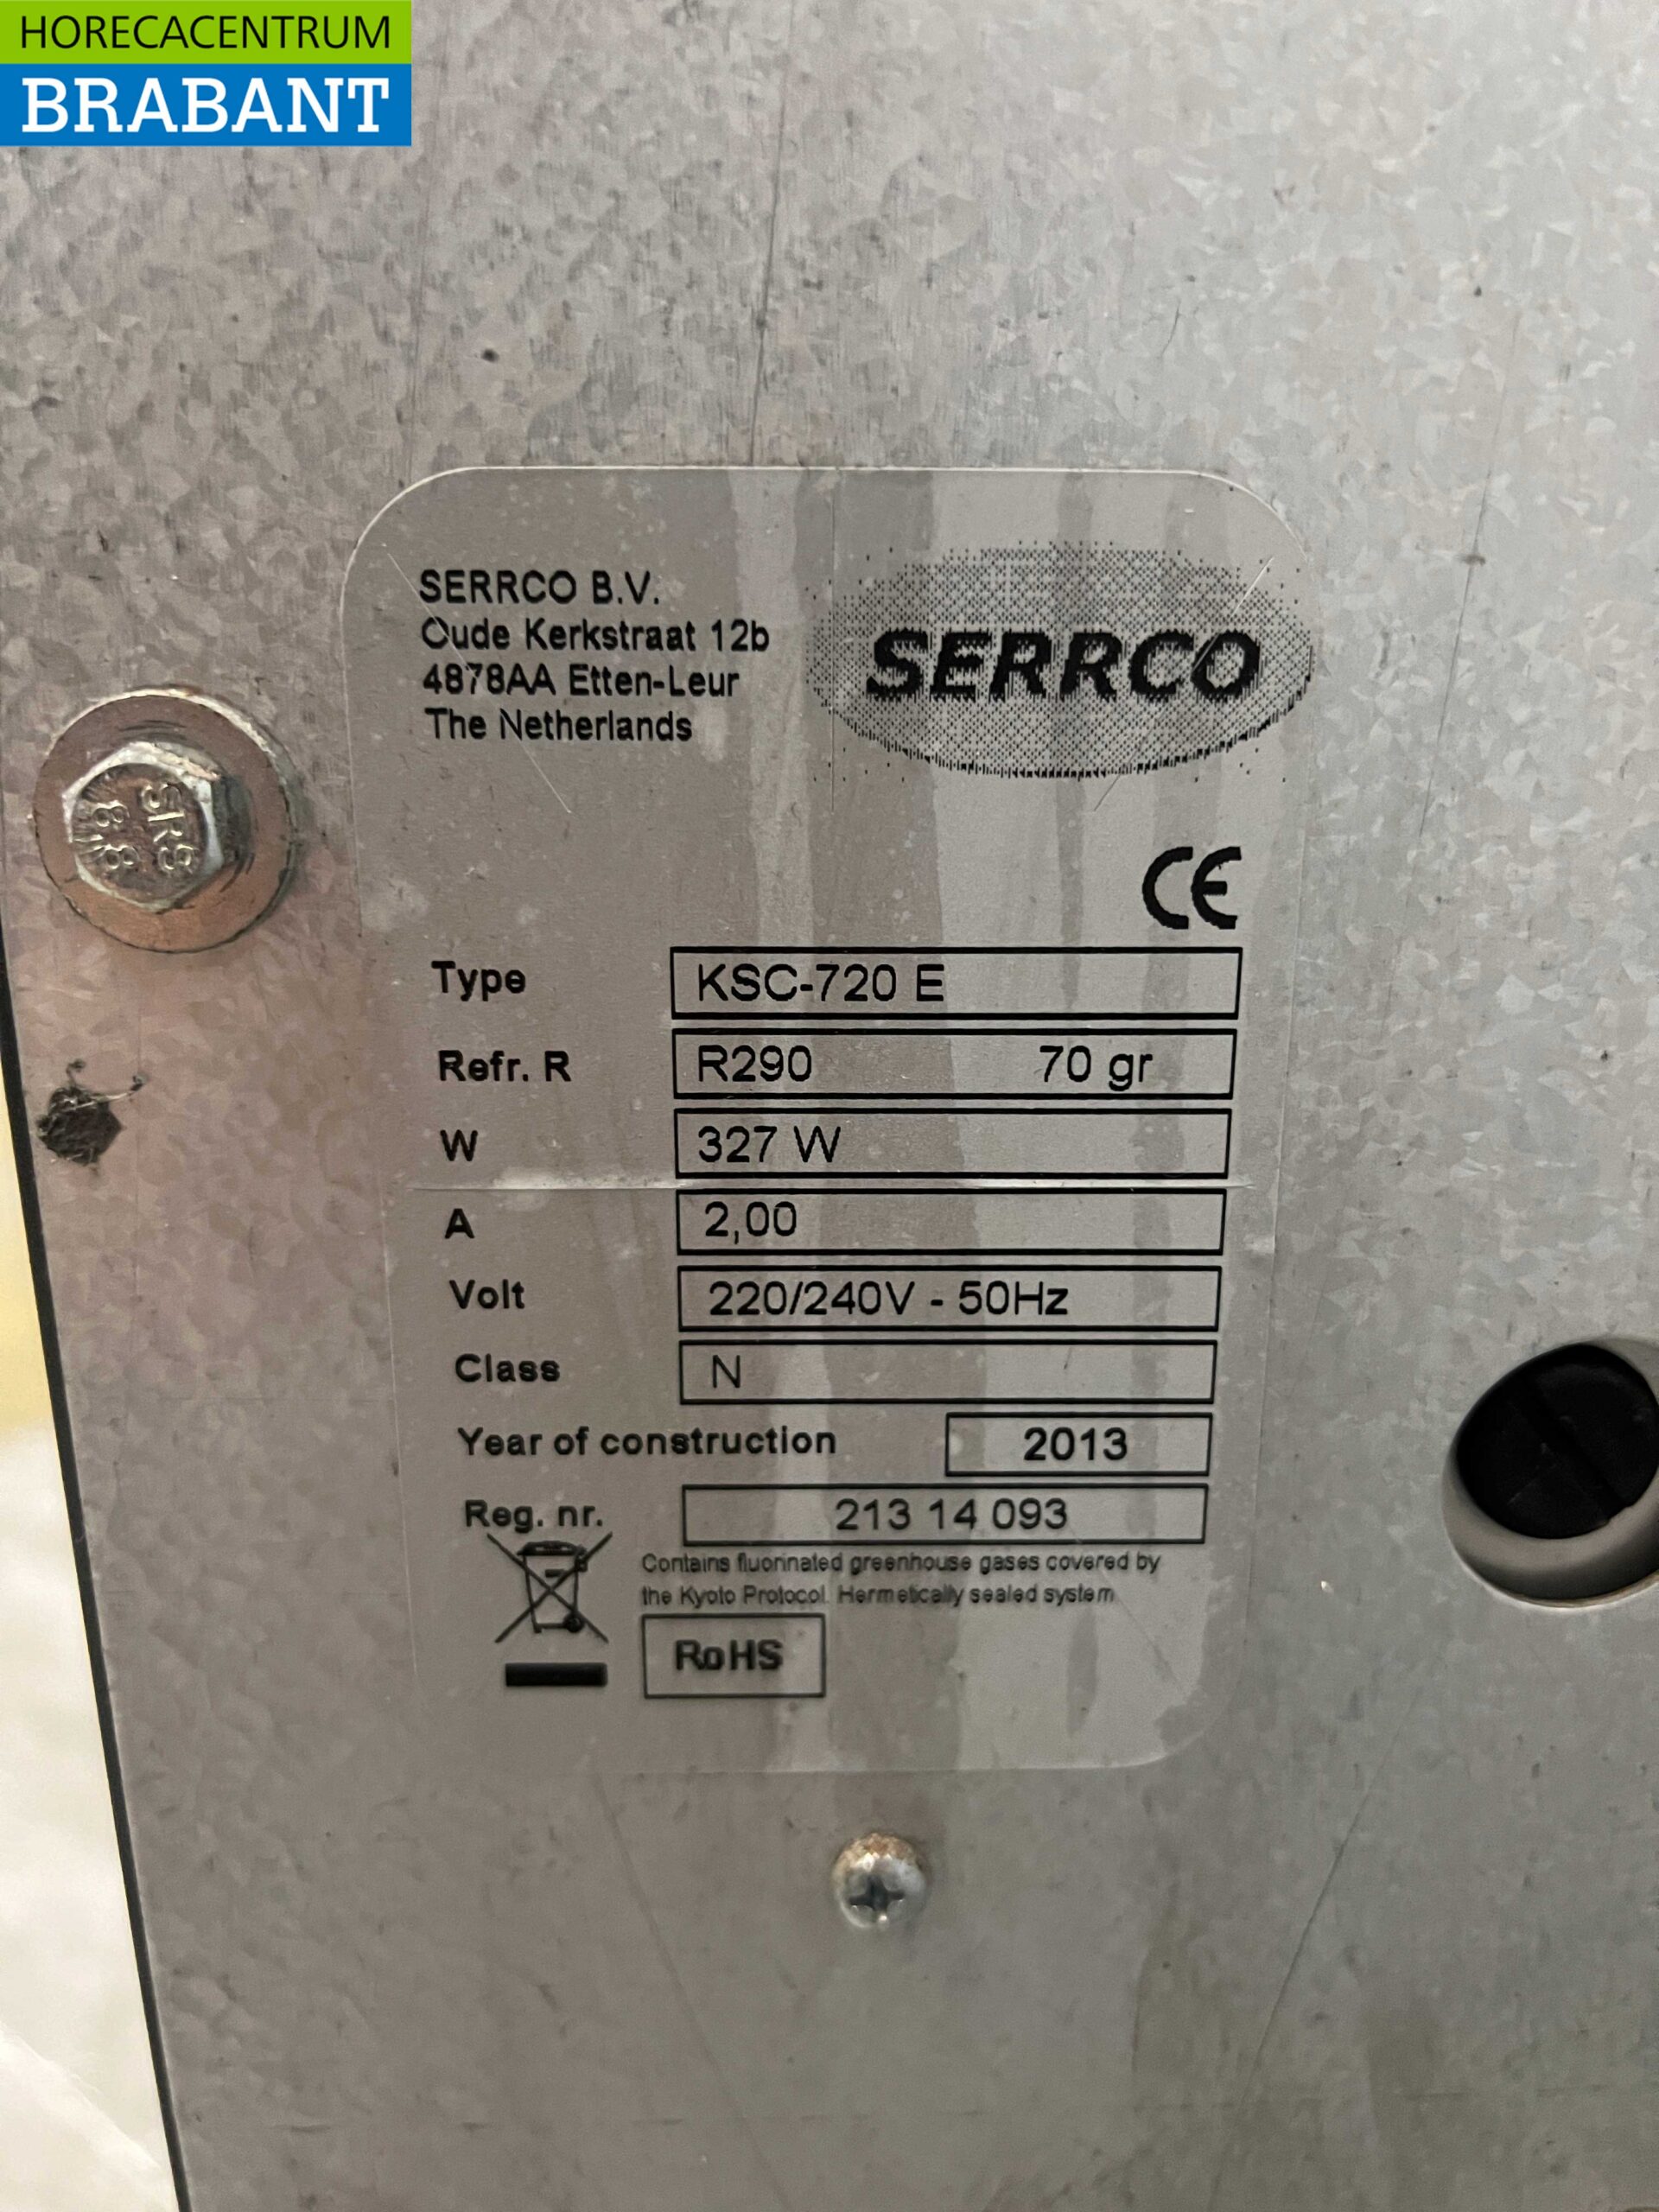 HORECACENTRUM
BRABANT
SERRCO B.V.
Oude Kerkstraat 12b
4878AA Etten-Leur
The Netherlands
SERRCO
CE
SRS
8.8
Type KSC-720 E
Refr. R R290 70 gr
W 327 W
A 2,00
Volt 220/240V - 50Hz
Class N
Year of construction 2013
Reg. nr. 213 14 093
Contains fluorinated greenhouse gases covered by
the Kyoto Protocol. Hermetically sealed system
RoHS